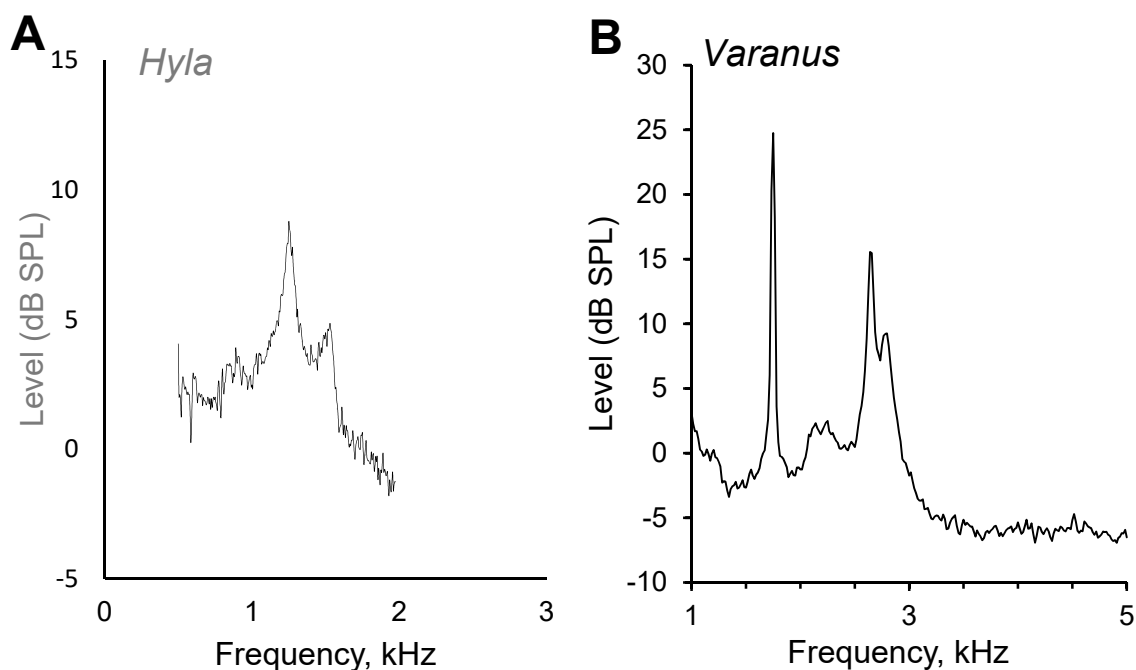 A
Hyla
15
10
5
0
-5
Level (dB SPL)
0
1
2
3
Frequency, kHz
B
Varanus
30
25
20
15
10
5
0
-5
-10
Level (dB SPL)
1
3
5
Frequency, kHz